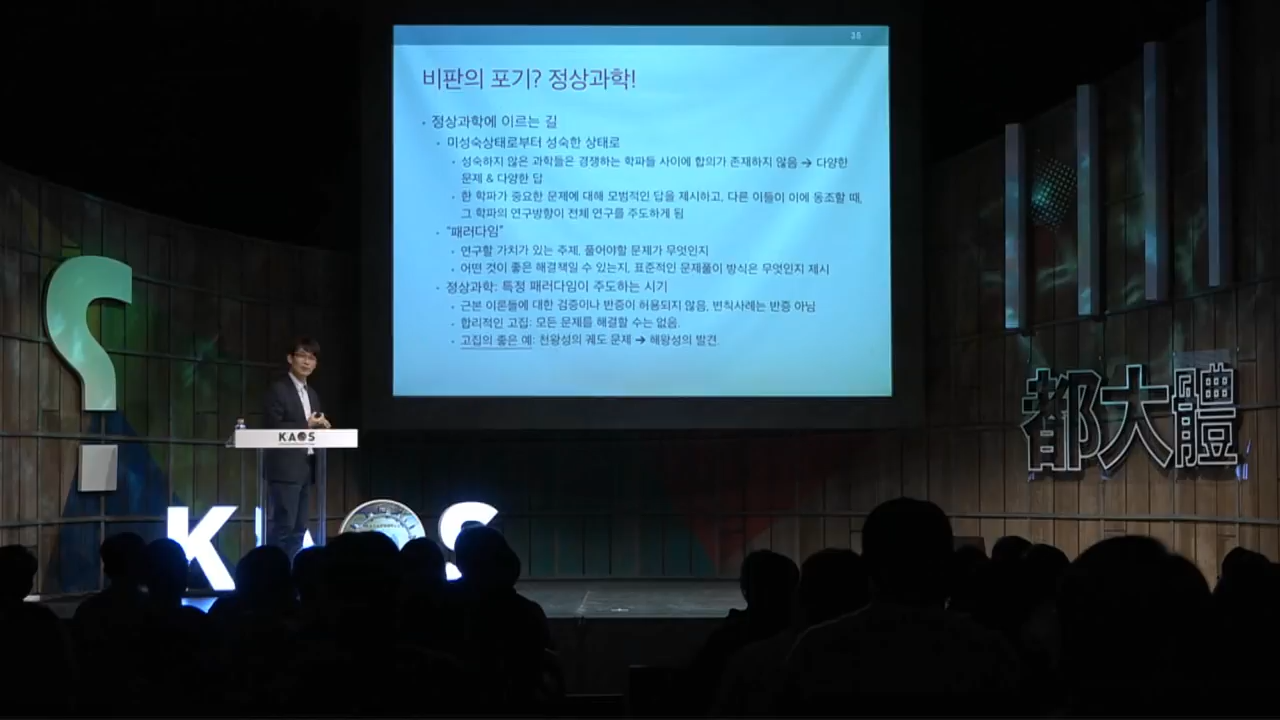 35
비판의 포기? 정상과학!
• 정상과학에 이르는 길
• 미성숙상태로부터 성숙한 상태로
• 성숙하지 않은 과학들은 경쟁하는 학파들 사이에 합의가 존재하지 않음 → 다양한
문제 & 다양한 답
• 한 학파가 중요한 문제에 대해 모범적인 답을 제시하고, 다른 이들이 이에 동조할 때,
그 학파의 연구방향이 전체 연구를 주도하게 됨
• "패러다임"
• 연구할 가치가 있는 주제, 풀어야할 문제가 무엇인지
• 어떤 것이 좋은 해결책일 수 있는지, 표준적인 문제풀이 방식은 무엇인지 제시
• 정상과학: 특정 패러다임이 주도하는 시기
• 근본 이론들에 대한 검증이나 반증이 허용되지 않음, 변칙사례는 반증 아님
• 합리적인 고집: 모든 문제를 해결할 수는 없음.
• 고집의 좋은 예: 천왕성의 궤도 문제 → 해왕성의 발견
都大體
KAOS
KAOS